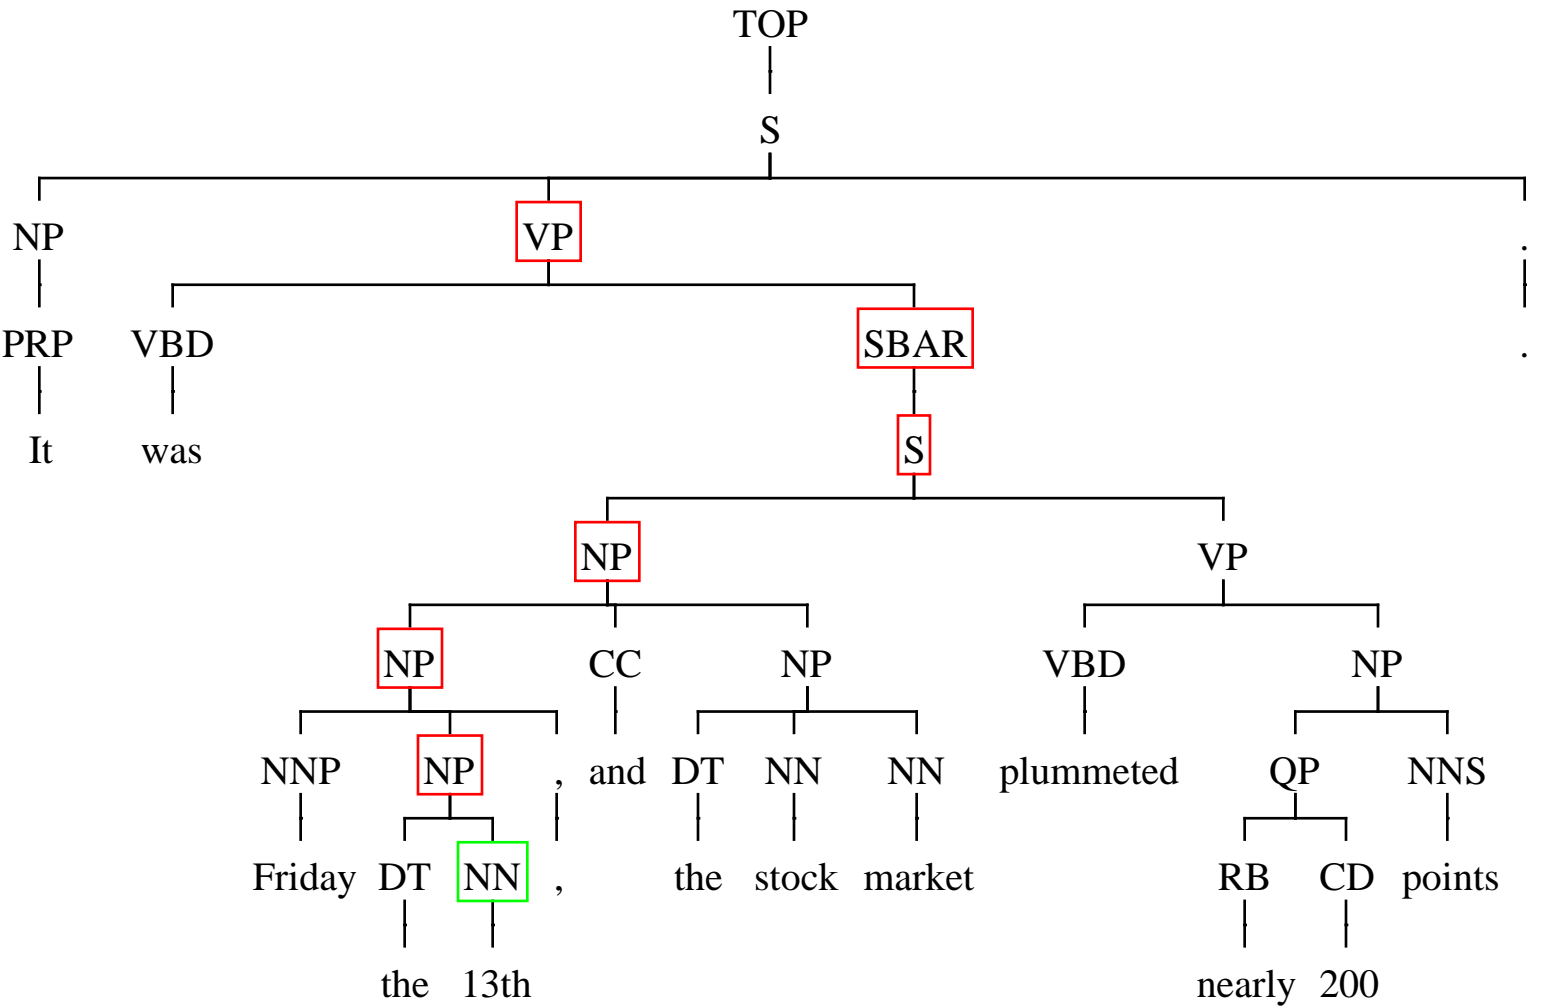 TOP
S
NP VP .
PRP VBD SBAR .
It was S
NP VP
NP CC NP VBD NP
NNP NP , and DT NN NN plummeted QP NNS
Friday DT NN , the stock market RB CD points
the 13th nearly 200